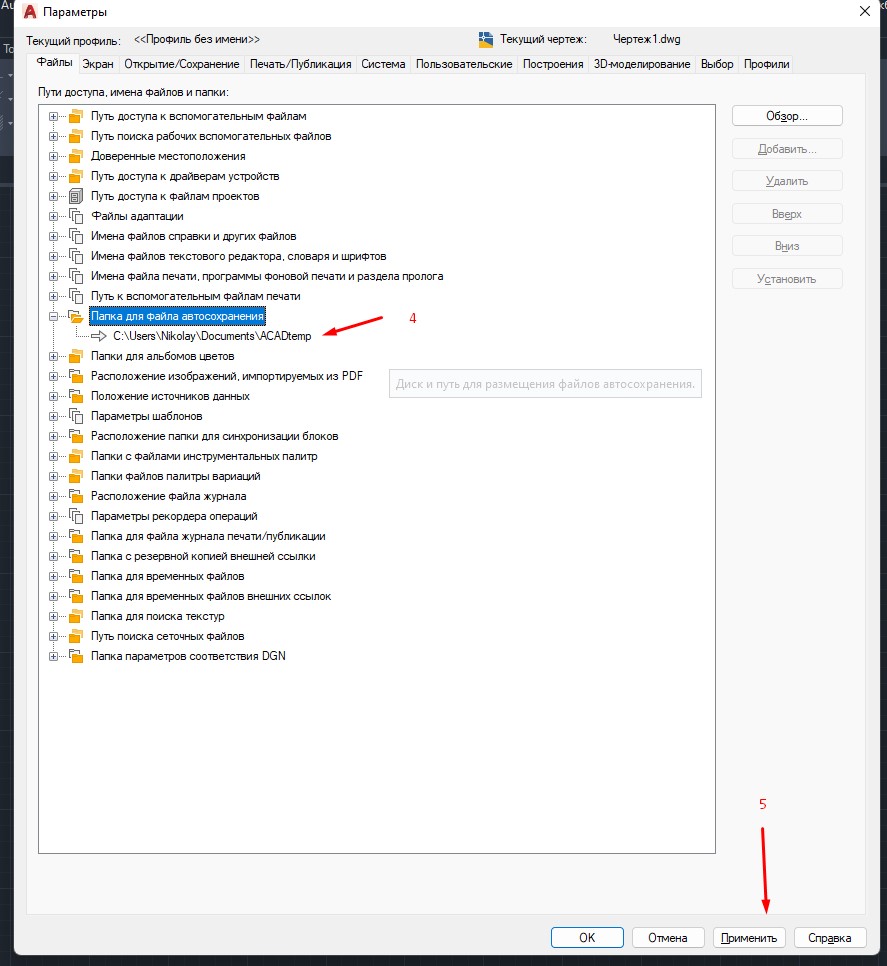 Параметры
Текущий профиль: <<Профиль без имени>> Текущий чертеж: Чертеж1.dwg
Файлы Экран Открытие/Сохранение Печать/Публикация Система Пользовательские Построения 3D-моделирование Выбор Профили
Пути доступа, имена файлов и папки:
Путь доступа к вспомогательным файлам
Путь поиска рабочих вспомогательных файлов
Доверенные местоположения
Путь доступа к драйверам устройств
Путь доступа к файлам проектов
Файлы адаптации
Имена файлов справки и других файлов
Имена файлов текстового редактора, словаря и шрифтов
Имена файла печати, программы фоновой печати и раздела пролога
Путь к вспомогательным файлам печати
Папка для файла автосохранения
C:\Users\Nikolay\Documents\ACADtemp
4
Папки для альбомов цветов
Расположение изображений, импортируемых из PDF
Диск и путь для размещения файлов автосохранения.
Положение источников данных
Параметры шаблонов
Расположение папки для синхронизации блоков
Папки с файлами инструментальных палитр
Папки файлов палитры вариаций
Расположение файла журнала
Параметры рекордера операций
Папка для файла журнала печати/публикации
Папка с резервной копией внешней ссылки
Папка для временных файлов
Папка для временных файлов внешних ссылок
Папка для поиска текстур
Путь поиска сеточных файлов
Папка параметров соответствия DGN
Обзор...
Добавить...
Удалить
Вверх
Вниз
Установить
5
OK Отмена Применить Справка